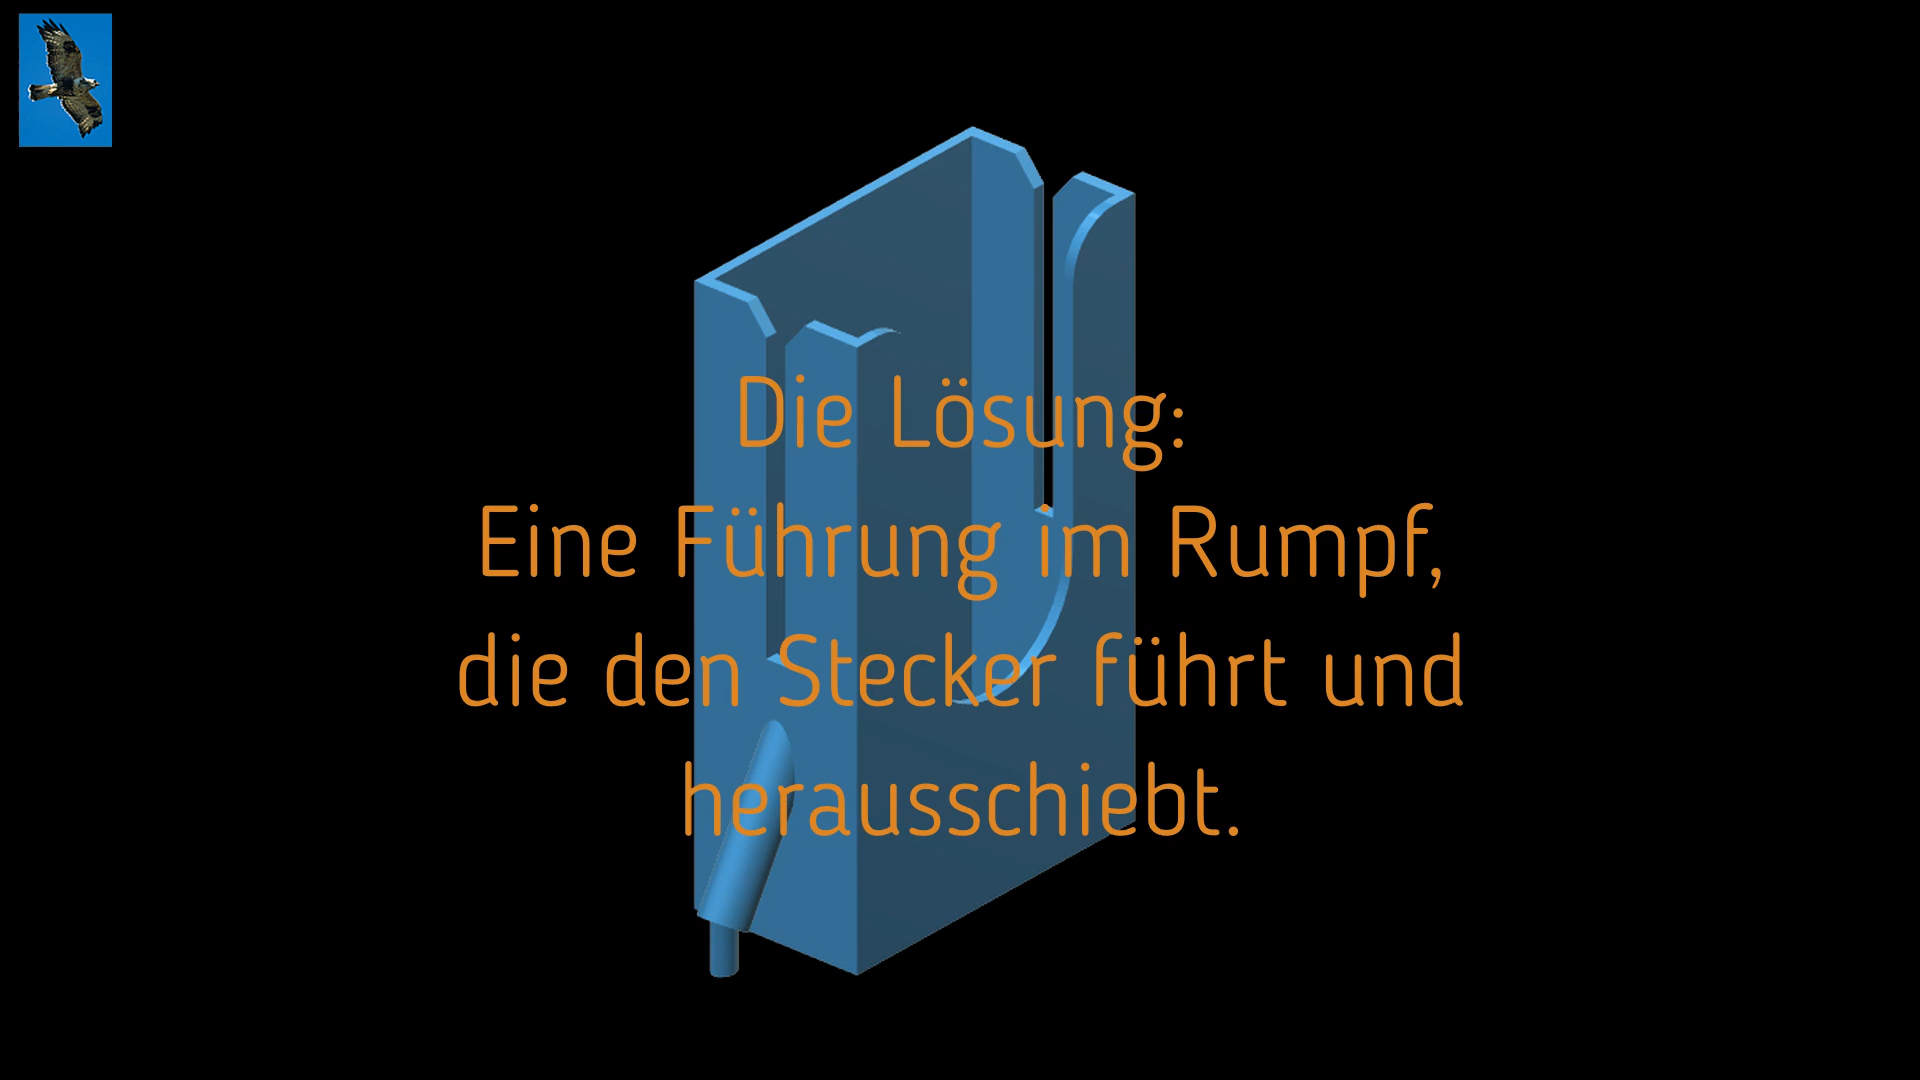 Die Lösung:
Eine Führung im Rumpf,
die den Stecker führt und
herausschiebt.